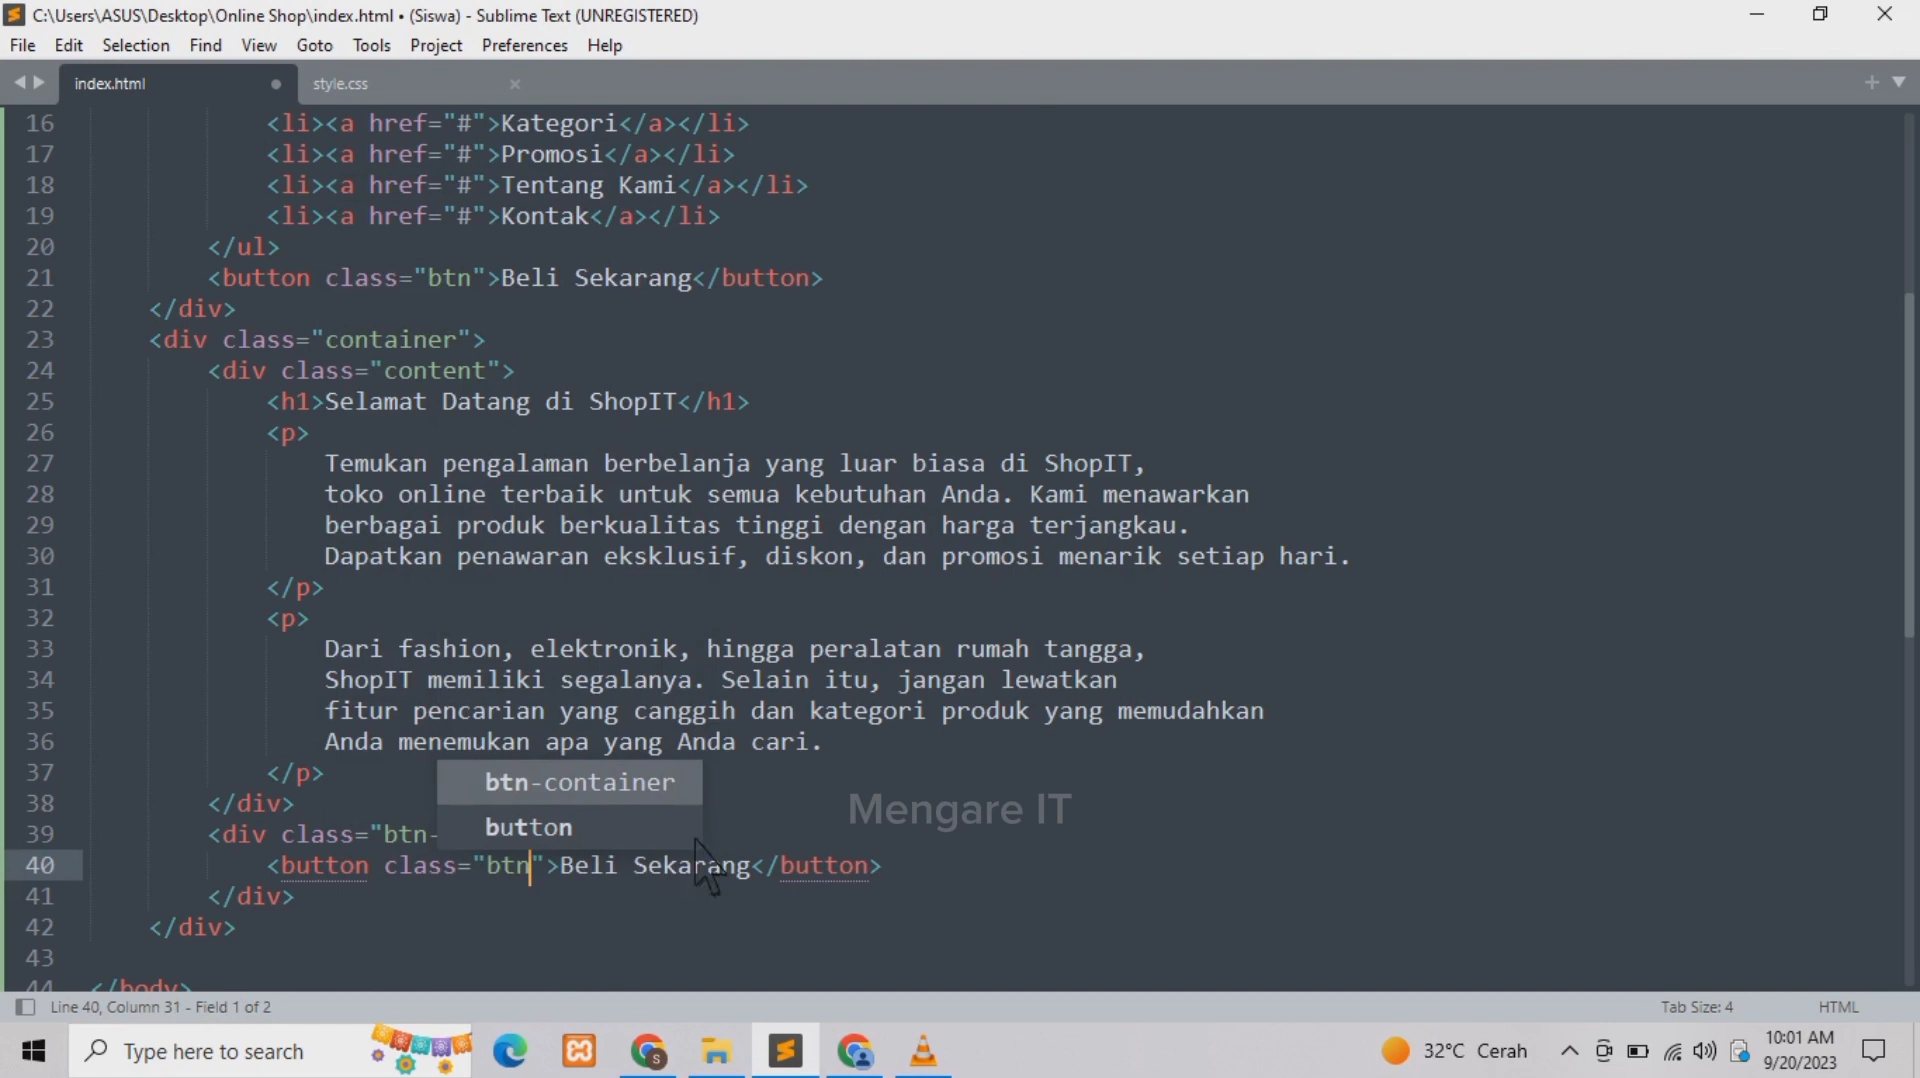 C:\Users\ASUS\Desktop\Online Shop\index.html • (Siswa) - Sublime Text (UNREGISTERED)
File Edit Selection Find View Goto Tools Project Preferences Help
index.html style.css
16 <li><a href="#">Kategori</a></li>
17 <li><a href="#">Promosi</a></li>
18 <li><a href="#">Tentang Kami</a></li>
19 <li><a href="#">Kontak</a></li>
20 </ul>
21 <button class="btn">Beli Sekarang</button>
22 </div>
23 <div class="container">
24 <div class="content">
25 <h1>Selamat Datang di ShopIT</h1>
26 <p>
27 Temukan pengalaman berbelanja yang luar biasa di ShopIT,
28 toko online terbaik untuk semua kebutuhan Anda. Kami menawarkan
29 berbagai produk berkualitas tinggi dengan harga terjangkau.
30 Dapatkan penawaran eksklusif, diskon, dan promosi menarik setiap hari.
31 </p>
32 <p>
33 Dari fashion, elektronik, hingga peralatan rumah tangga,
34 ShopIT memiliki segalanya. Selain itu, jangan lewatkan
35 fitur pencarian yang canggih dan kategori produk yang memudahkan
36 Anda menemukan apa yang Anda cari.
37 </p>
btn-container
38 </div>
Mengare IT
button
39 <div class="btn-
40 <button class="btn">Beli Sekarang</button>
41 </div>
42 </div>
43
44 </body>
Line 40, Column 31 - Field 1 of 2
Tab Size: 4 HTML
Type here to search
32°C Cerah
10:01 AM
9/20/2023